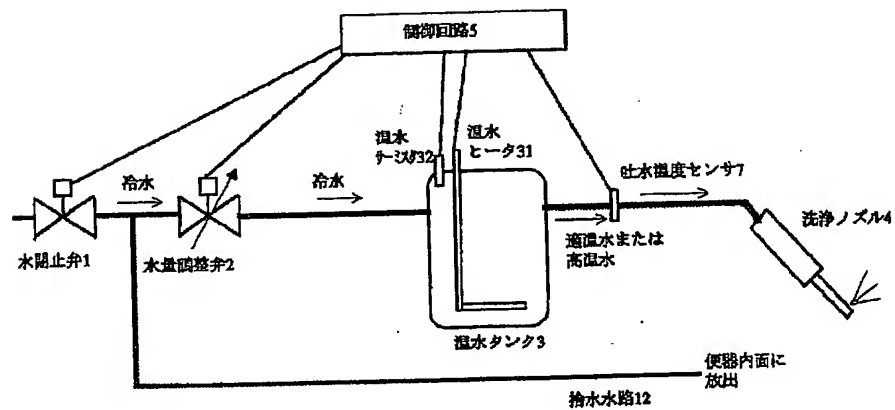 制御回路5
温水
サーミスタ32
温水
ヒータ31
吐水温度センサ7
冷水
冷水
洗浄ノズル4
水閉止弁1
水量調整弁2
適温水または
高温水
温水タンク3
便器内面に
放出
捨水水路12